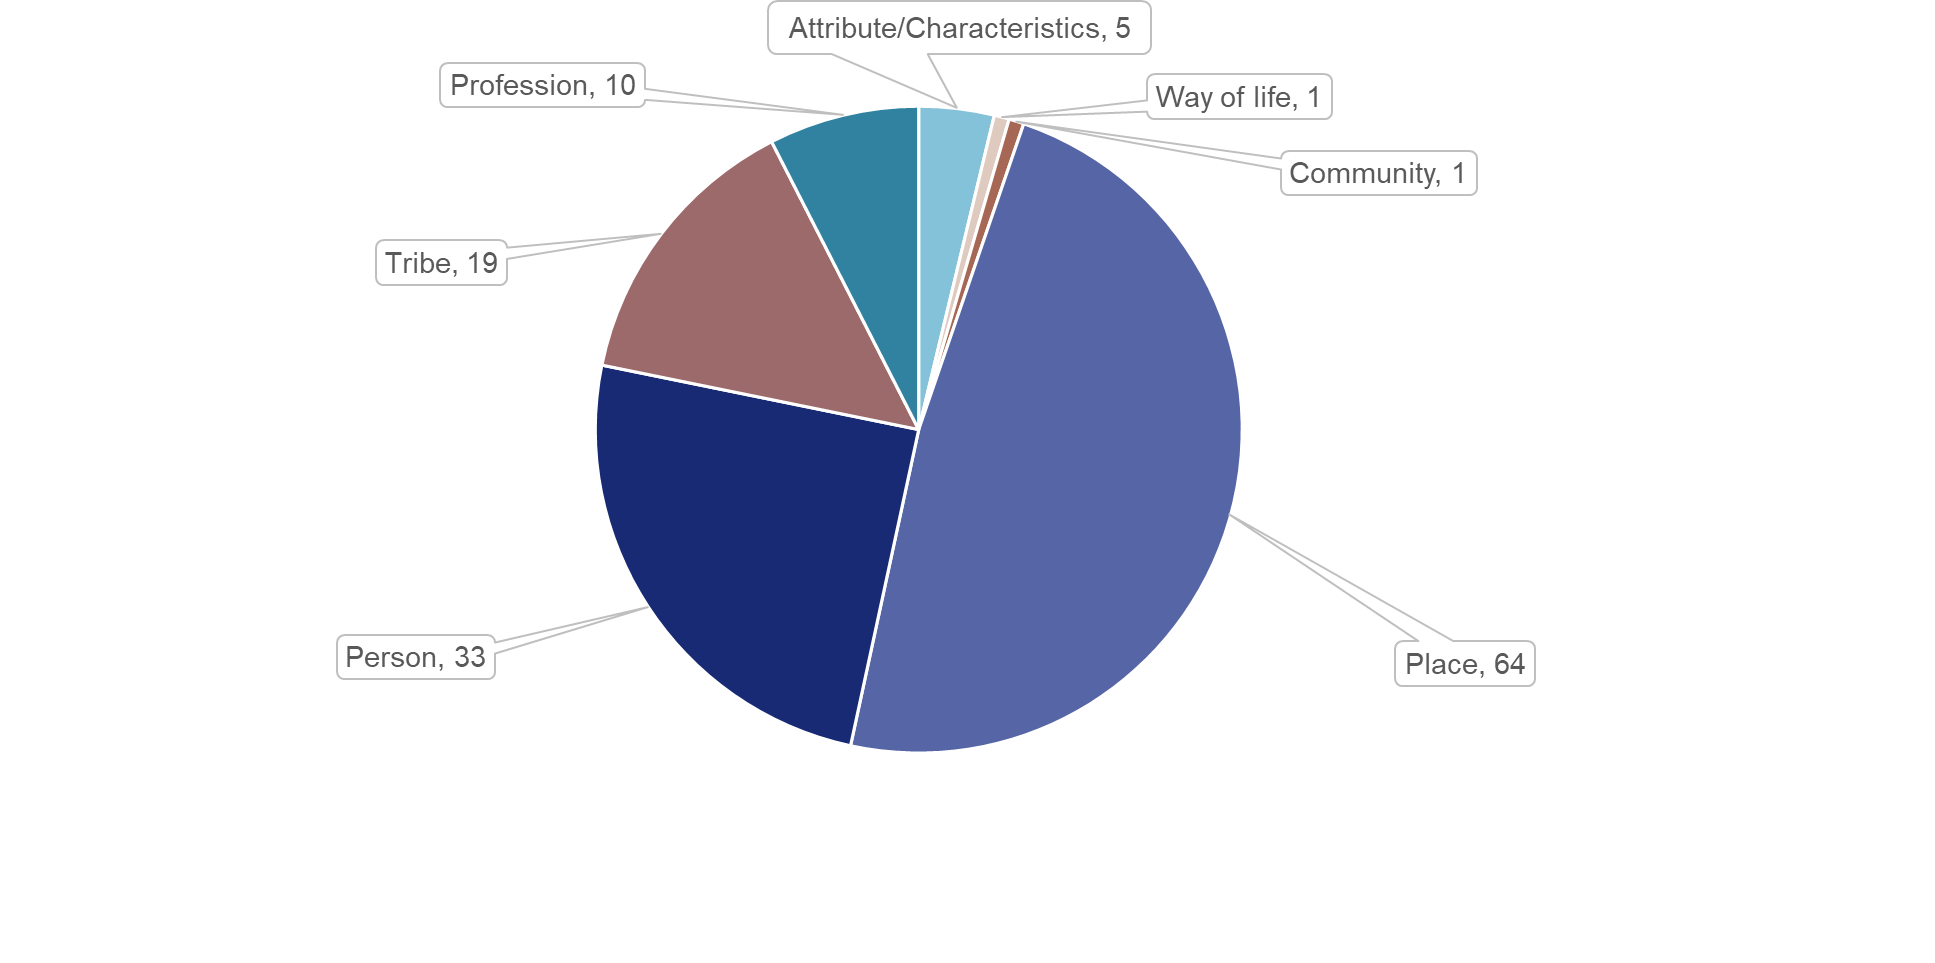 Attribute/Characteristics, 5
Profession, 10
Way of life, 1
Community, 1
Tribe, 19
Person, 33
Place, 64